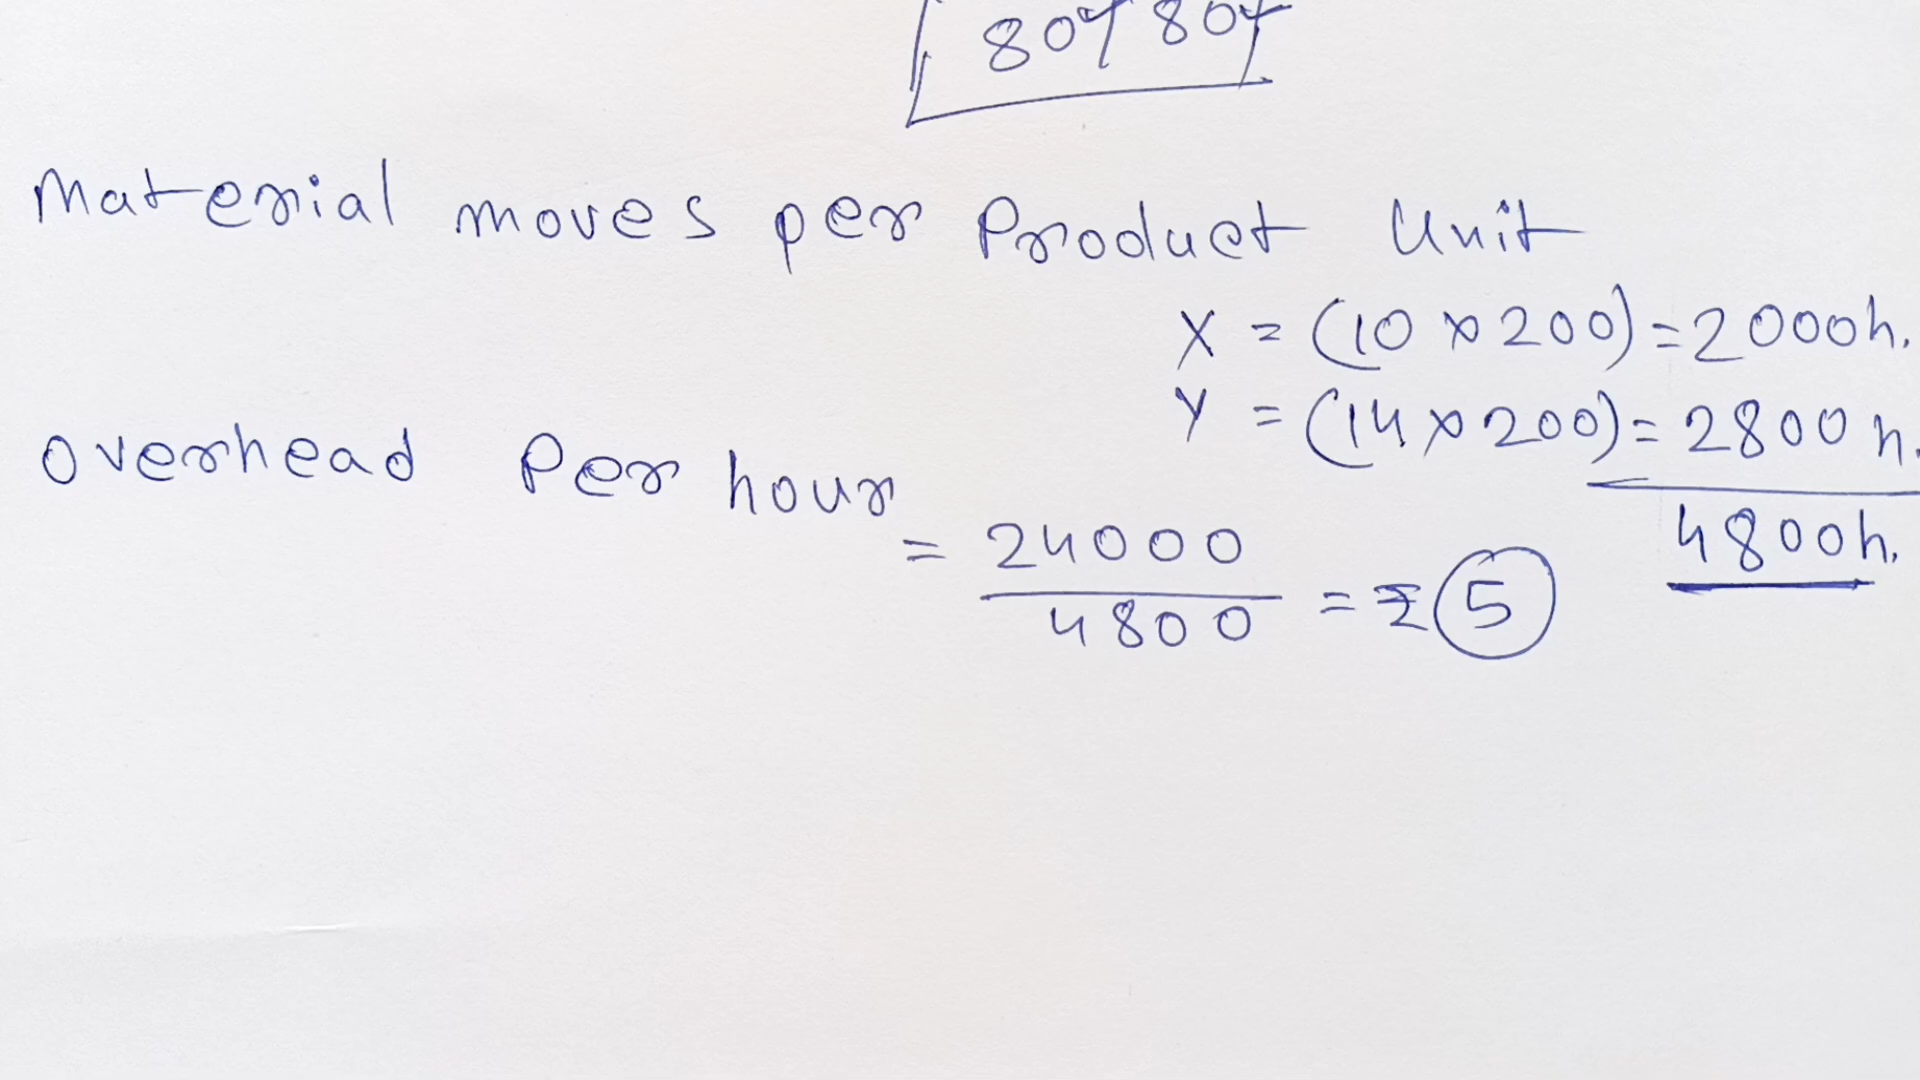 80% 80%
Material moves per Product Unit
X = (10 × 200) = 2000h.
Y = (14 × 200) = 2800h.
4800h.
Overhead Per hour
= 24000
4800
= ₹ 5